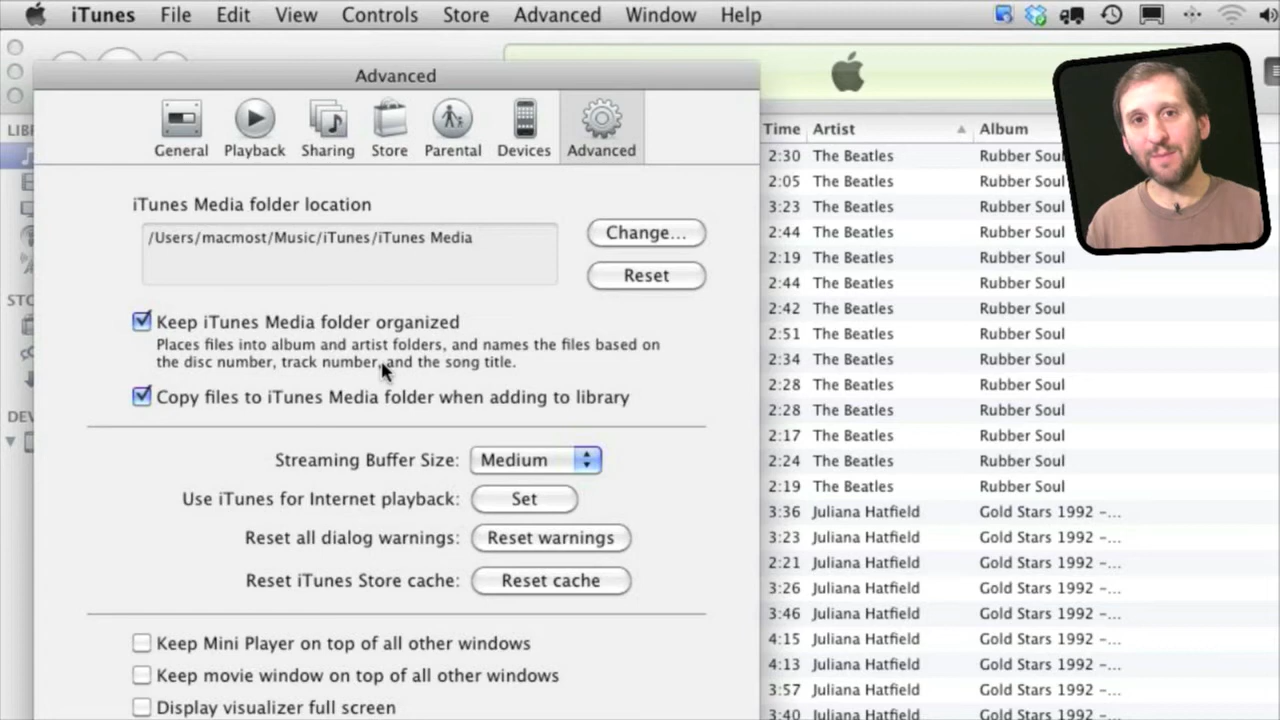 iTunes File Edit View Controls Store Advanced Window Help
Advanced
General Playback Sharing Store Parental Devices Advanced
iTunes Media folder location
/Users/macmost/Music/iTunes/iTunes Media
Change...
Reset
Keep iTunes Media folder organized
Places files into album and artist folders, and names the files based on
the disc number, track number, and the song title.
Copy files to iTunes Media folder when adding to library
Streaming Buffer Size: Medium
Use iTunes for Internet playback: Set
Reset all dialog warnings: Reset warnings
Reset iTunes Store cache: Reset cache
Keep Mini Player on top of all other windows
Keep movie window on top of all other windows
Display visualizer full screen
LIB
STO
DEV
Time Artist Album
2:30 The Beatles Rubber Soul
2:05 The Beatles Rubber Soul
3:23 The Beatles Rubber Soul
2:44 The Beatles Rubber Soul
2:19 The Beatles Rubber Soul
2:44 The Beatles Rubber Soul
2:42 The Beatles Rubber Soul
2:51 The Beatles Rubber Soul
2:34 The Beatles Rubber Soul
2:28 The Beatles Rubber Soul
2:28 The Beatles Rubber Soul
2:17 The Beatles Rubber Soul
2:24 The Beatles Rubber Soul
2:19 The Beatles Rubber Soul
3:36 Juliana Hatfield Gold Stars 1992 –...
3:23 Juliana Hatfield Gold Stars 1992 –...
2:21 Juliana Hatfield Gold Stars 1992 –...
3:26 Juliana Hatfield Gold Stars 1992 –...
3:46 Juliana Hatfield Gold Stars 1992 –...
4:15 Juliana Hatfield Gold Stars 1992 –...
4:13 Juliana Hatfield Gold Stars 1992 –...
3:57 Juliana Hatfield Gold Stars 1992 –...
3:40 Juliana Hatfield Gold Stars 1992 –...